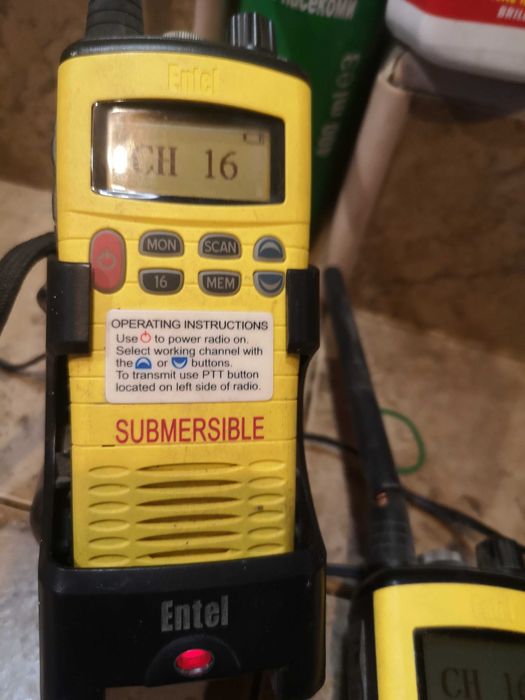 Entel
CH 16
MON
SCAN
16
MEM
OPERATING INSTRUCTIONS
Use to power radio on.
Select working channel with
the or buttons.
To transmit use PTT button
located on left side of radio.
SUBMERSIBLE
Entel
Entel
CH 16